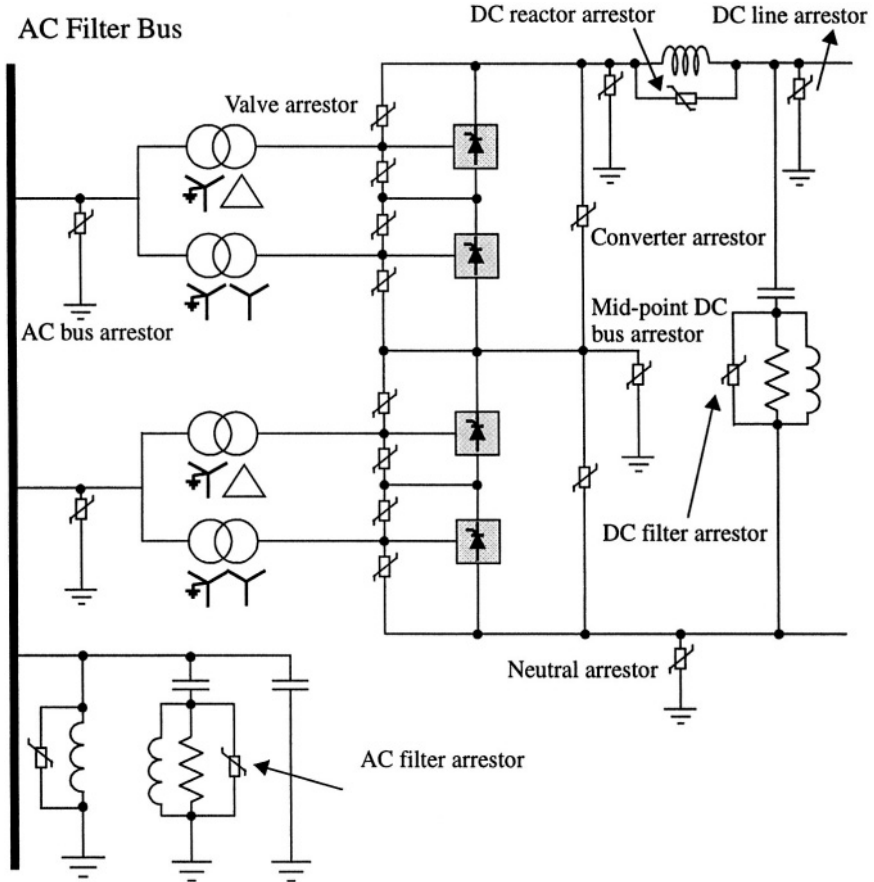 AC Filter Bus
DC reactor arrestor
DC line arrestor
Valve arrestor
Converter arrestor
Mid-point DC
bus arrestor
AC bus arrestor
DC filter arrestor
Neutral arrestor
AC filter arrestor